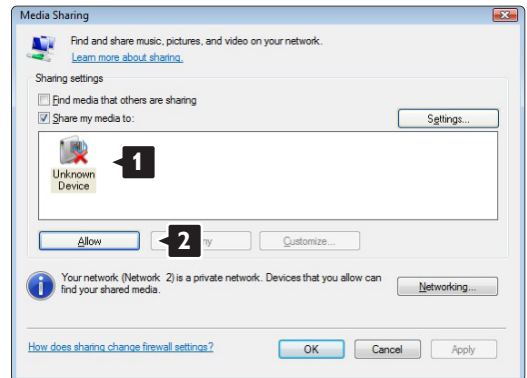 Media Sharing
Find and share music, pictures, and video on your network.
Learn more about sharing.
Sharing settings
Find media that others are sharing
Share my media to:
Settings...
1
Unknown
Device
Allow
2
ny
Customize...
Your network (Network 2) is a private network. Devices that you allow can
find your shared media.
Networking...
How does sharing change firewall settings?
OK
Cancel
Apply